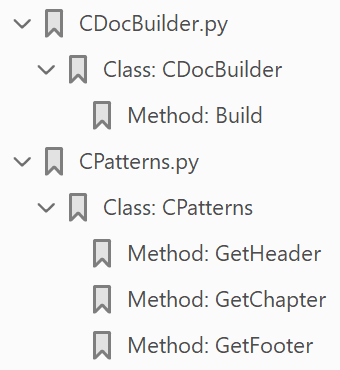 CDocBuilder.py
Class: CDocBuilder
Method: Build
CPatterns.py
Class: CPatterns
Method: GetHeader
Method: GetChapter
Method: GetFooter